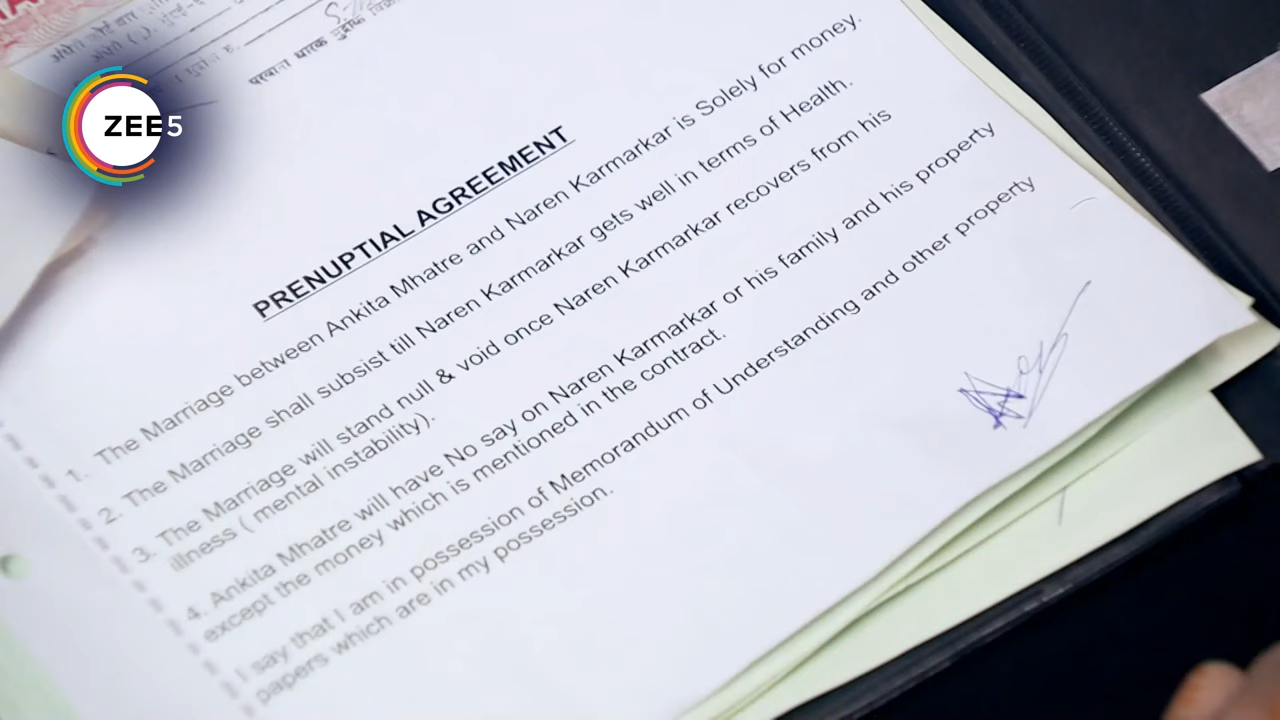 ZEE5
परवाना धारक मुद्रांक
PRENUPTIAL AGREEMENT
1. The Marriage between Ankita Mhatre and Naren Karmarkar is Solely for money.
2. The Marriage shall subsist till Naren Karmarkar gets well in terms of Health.
3. The Marriage will stand null & void once Naren Karmarkar recovers from his
illness ( mental instability).
4. Ankita Mhatre will have No say on Naren Karmarkar or his family and his property
except the money which is mentioned in the contract.
I say that I am in possession of Memorandum of Understanding and other property
papers which are in my possession.